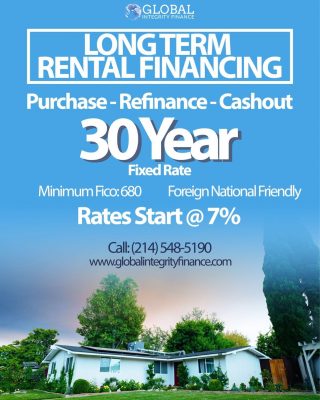 GLOBAL
INTEGRITY FINANCE
LONG TERM
RENTAL FINANCING
Purchase - Refinance - Cashout
30 Year
Fixed Rate
Minimum Fico: 680 Foreign National Friendly
Rates Start @ 7%
Call: (214) 548-5190
www.globalintegrityfinance.com